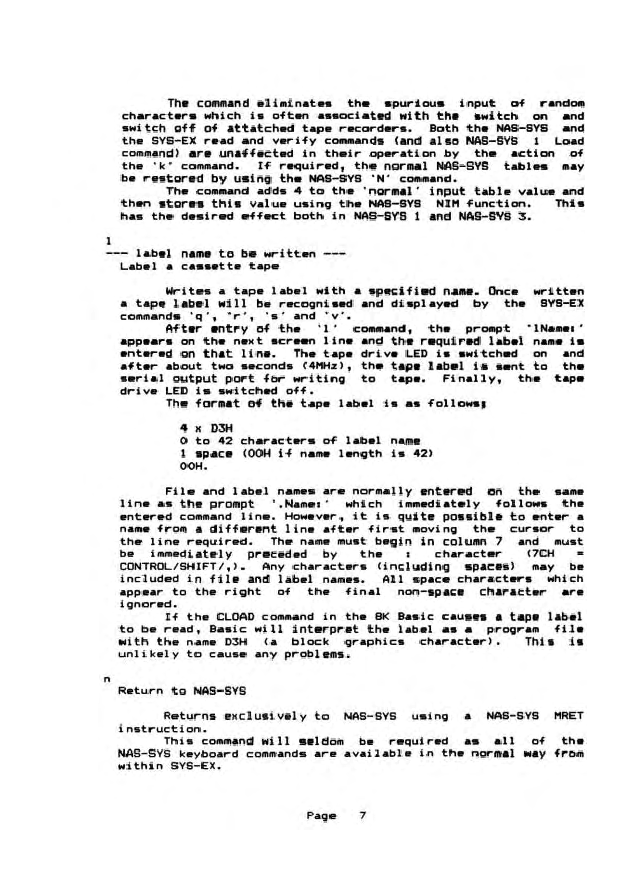 The command eliminates the spurious input of random
characters which is often associated with the switch on and
switch off of attatched tape recorders. Both the NAS-SYS and
the SYS-EX read and verify commands (and also NAS-SYS 1 Load
command) are unaffected in their operation by the action of
the 'k' command. If required, the normal NAS-SYS tables may
be restored by using the NAS-SYS 'N' command.
The command adds 4 to the 'normal' input table value and
then stores this value using the NAS-SYS NIM function. This
has the desired effect both in NAS-SYS 1 and NAS-SYS 3.
l
--- label name to be written ---
Label a cassette tape
Writes a tape label with a specified name. Once written
a tape label will be recognised and displayed by the SYS-EX
commands 'q', 'r', 's' and 'v'.
After entry of the 'l' command, the prompt 'lName:'
appears on the next screen line and the required label name is
entered on that line. The tape drive LED is switched on and
after about two seconds (4MHz), the tape label is sent to the
serial output port for writing to tape. Finally, the tape
drive LED is switched off.
The format of the tape label is as follows;
4 x D3H
0 to 42 characters of label name
1 space (00H if name length is 42)
00H.
File and label names are normally entered on the same
line as the prompt '.Name:' which immediately follows the
entered command line. However, it is quite possible to enter a
name from a different line after first moving the cursor to
the line required. The name must begin in column 7 and must
be immediately preceded by the : character (7CH =
CONTROL/SHIFT/,). Any characters (including spaces) may be
included in file and label names. All space characters which
appear to the right of the final non-space character are
ignored.
If the CLOAD command in the 8K Basic causes a tape label
to be read, Basic will interpret the label as a program file
with the name D3H (a block graphics character). This is
unlikely to cause any problems.
n
Return to NAS-SYS
Returns exclusively to NAS-SYS using a NAS-SYS MRET
instruction.
This command will seldom be required as all of the
NAS-SYS keyboard commands are available in the normal way from
within SYS-EX.
Page 7